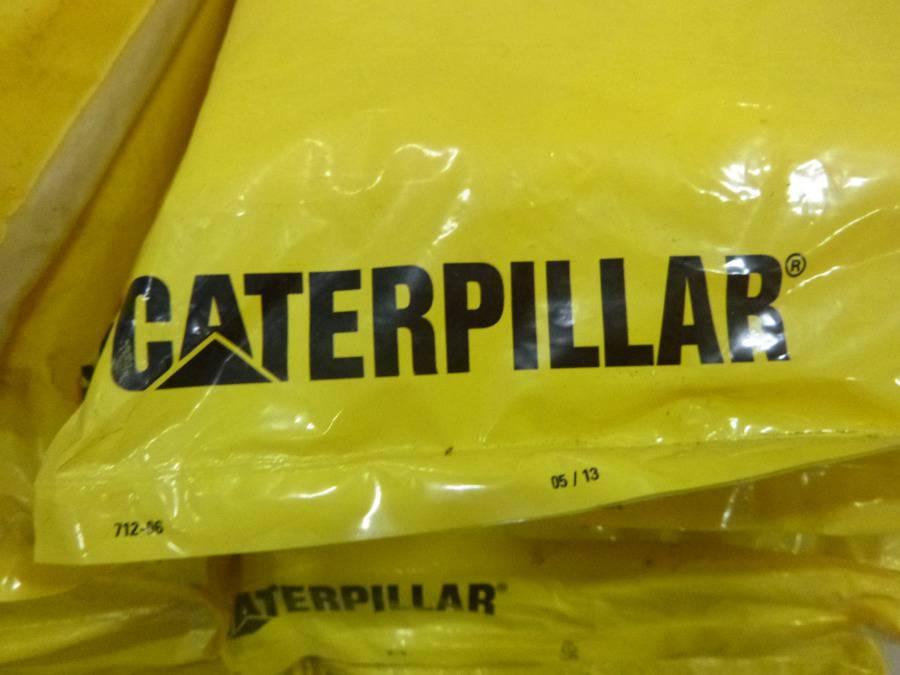 CATERPILLAR®
05 / 13
712-06
CATERPILLAR®